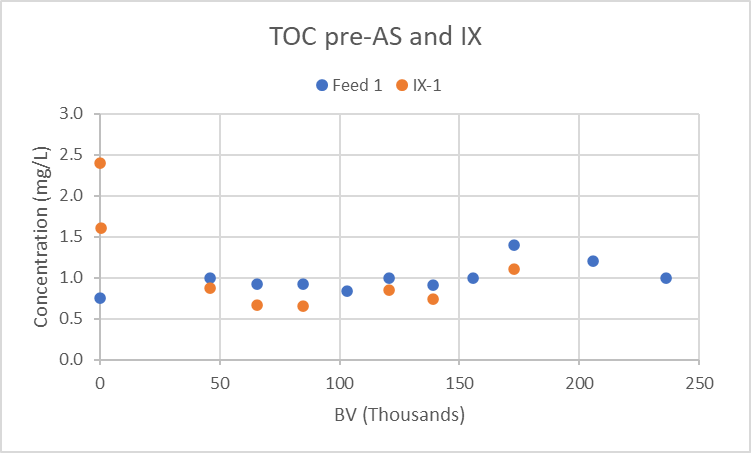 TOC pre-AS and IX
Feed 1 IX-1
3.0
2.5
2.0
1.5
1.0
0.5
0.0
Concentration (mg/L)
0 50 100 150 200 250
BV (Thousands)